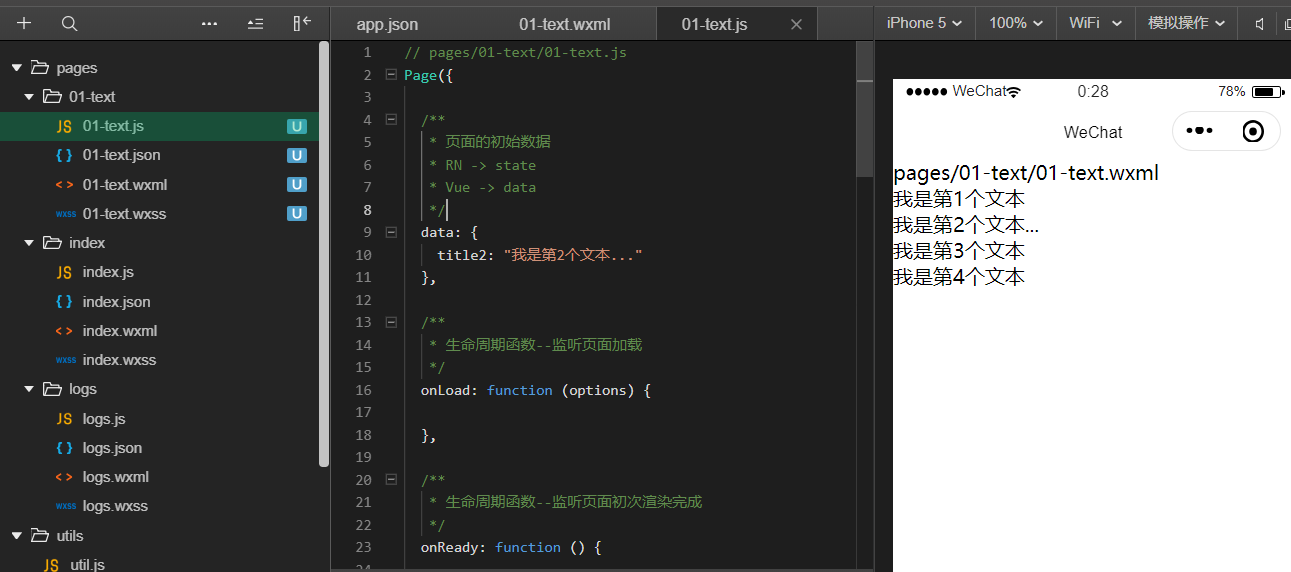 pages
01-text
JS 01-text.js U
{ } 01-text.json U
< > 01-text.wxml U
wxss 01-text.wxss U
index
JS index.js
{ } index.json
< > index.wxml
wxss index.wxss
logs
JS logs.js
{ } logs.json
< > logs.wxml
wxss logs.wxss
utils
JS util.js
app.json 01-text.wxml 01-text.js
1 // pages/01-text/01-text.js
2 Page({
3
4 /**
5 * 页面的初始数据
6 * RN -> state
7 * Vue -> data
8 */
9 data: {
10 title2: "我是第2个文本..."
11 },
12
13 /**
14 * 生命周期函数--监听页面加载
15 */
16 onLoad: function (options) {
17
18 },
19
20 /**
21 * 生命周期函数--监听页面初次渲染完成
22 */
23 onReady: function () {
iPhone 5 100% WiFi 模拟操作
WeChat 0:28 78%
WeChat
pages/01-text/01-text.wxml
我是第1个文本
我是第2个文本...
我是第3个文本
我是第4个文本